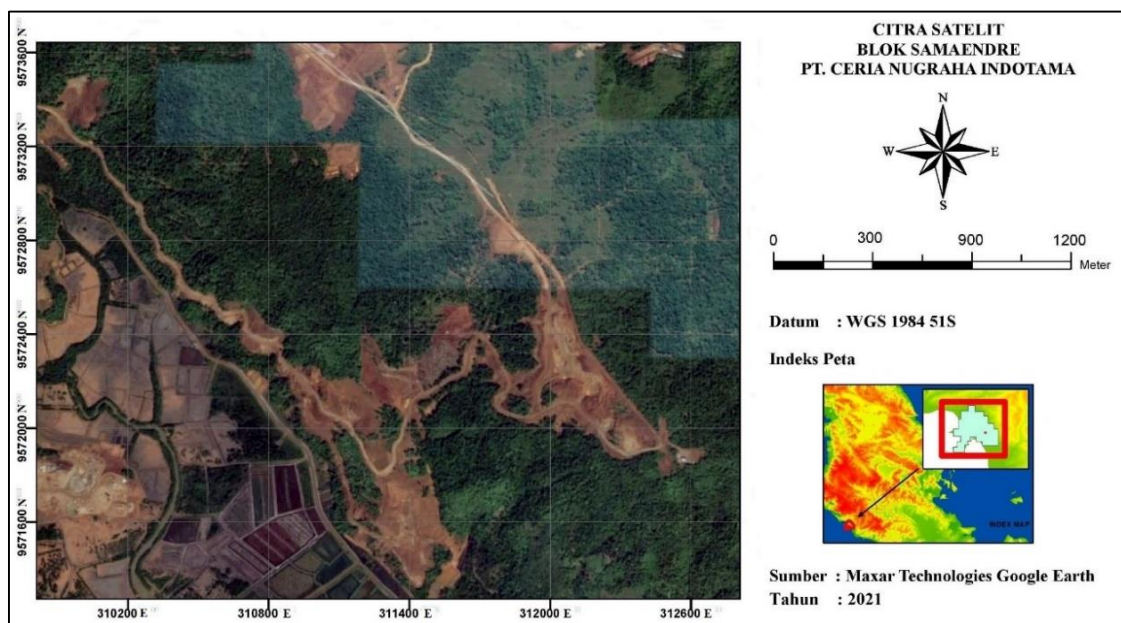 CITRA SATELIT
BLOK SAMAENDRE
PT. CERIA NUGRAHA INDOTAMA
N
W E
S
0 300 900 1200
Meter
Datum : WGS 1984 51S
Indeks Peta
INDEX MAP
Sumber : Maxar Technologies Google Earth
Tahun : 2021
9573600 N
9573200 N
9572800 N
9572400 N
9572000 N
9571600 N
310200 E 310800 E 311400 E 312000 E 312600 E